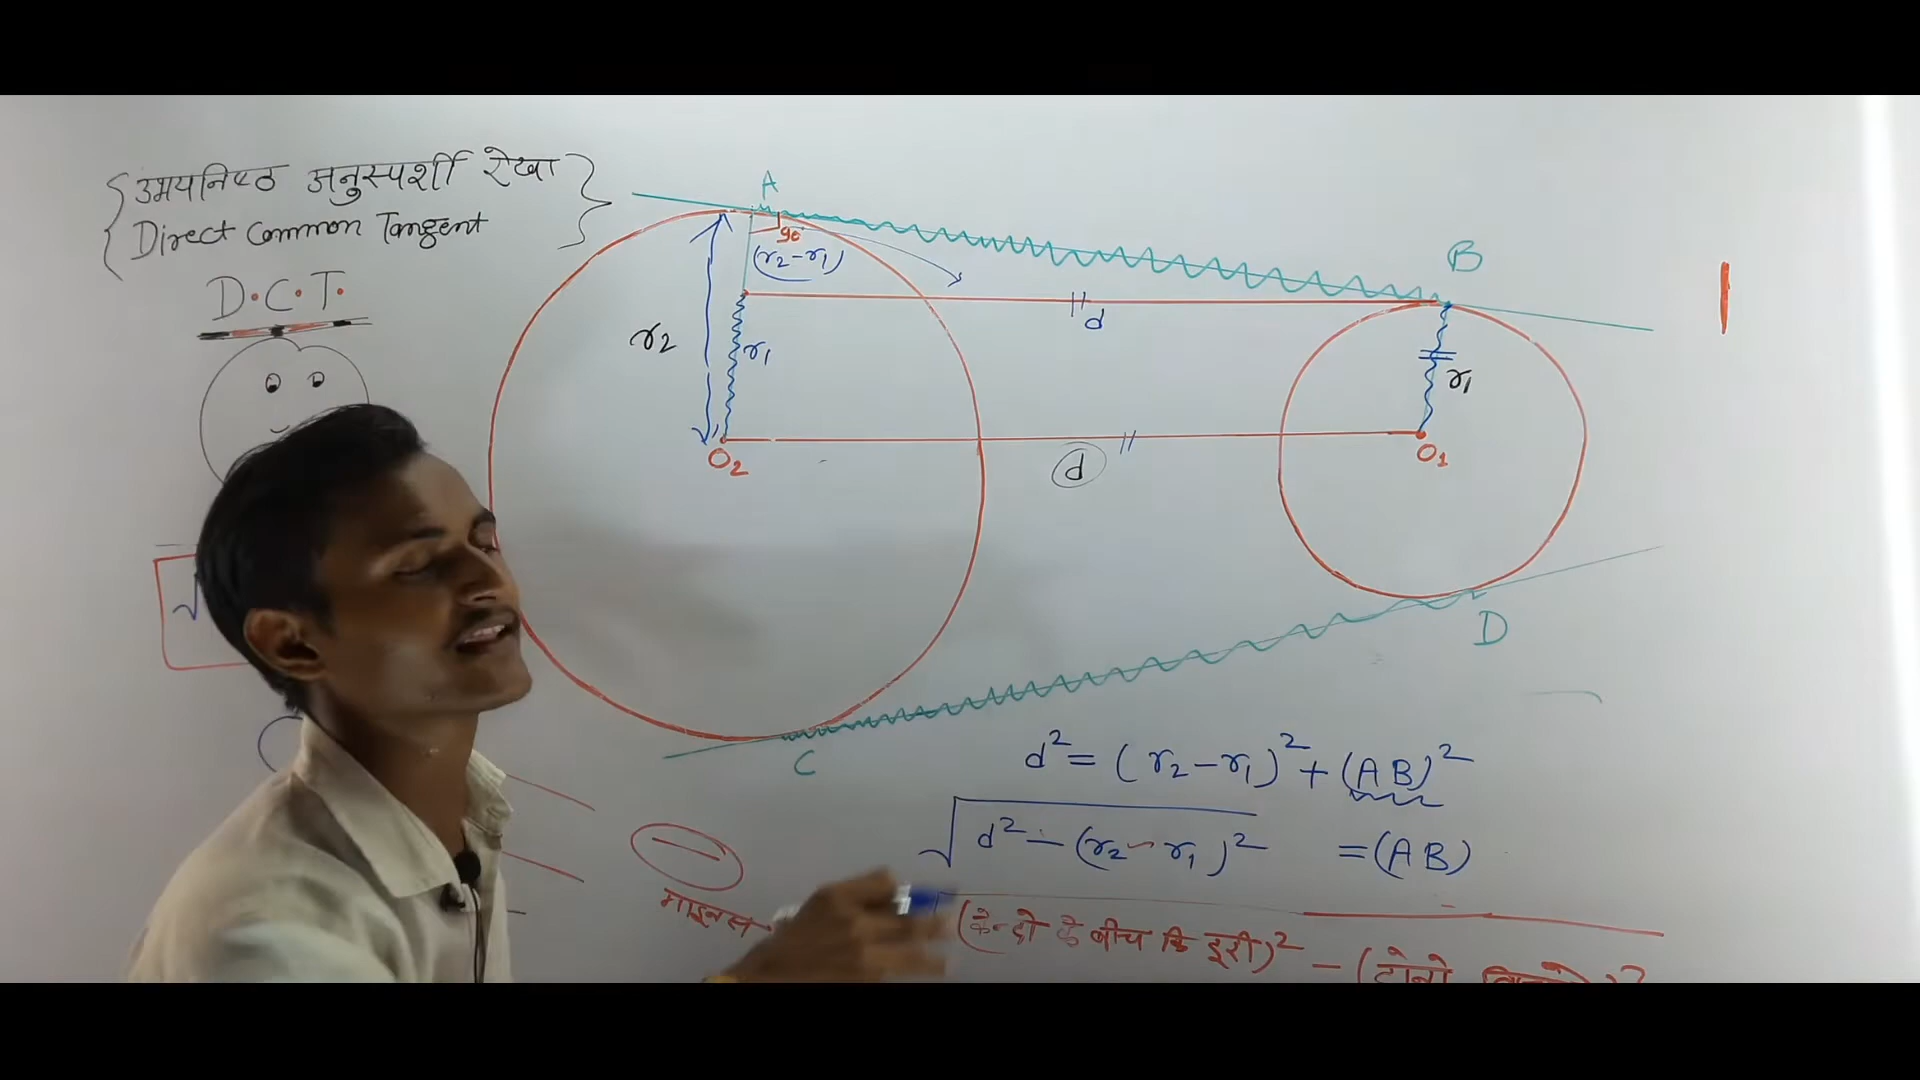 उभयनिष्ठ अनुस्पर्शी रेखा
Direct Common Tangent
D.C.T.
A
B
90
(r2-r1)
d
r2
r1
r1
O2
d
O1
D
C
√
d² = (r2-r1)² + (AB)²
√d² - (r2-r1)² = (AB)
—
माइनस
(केन्द्रो के बीच कि दूरी)² - (दोनो